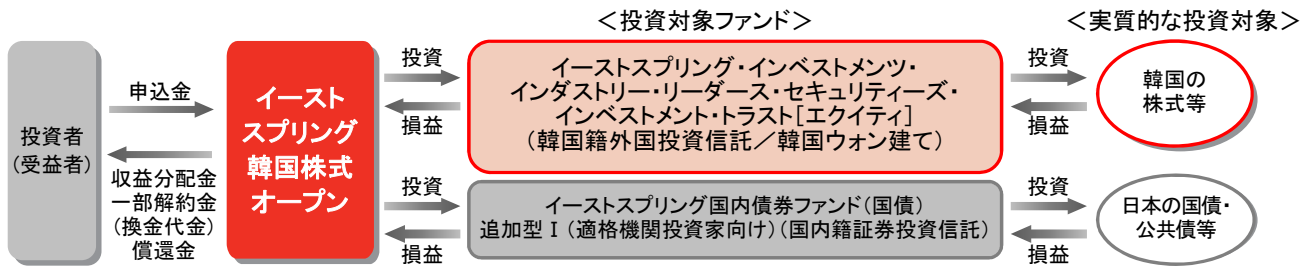 ＜投資対象ファンド＞
＜実質的な投資対象＞
投資者
(受益者)
申込金
収益分配金
一部解約金
(換金代金)
償還金
イースト
スプリング
韓国株式
オープン
投資
損益
イーストスプリング・インベストメンツ・
インダストリー・リーダース・セキュリティーズ・
インベストメント・トラスト［エクイティ］
(韓国籍外国投資信託／韓国ウォン建て)
投資
損益
韓国の
株式等
投資
損益
イーストスプリング国内債券ファンド(国債)
追加型Ⅰ(適格機関投資家向け)(国内籍証券投資信託)
投資
損益
日本の国債・
公共債等